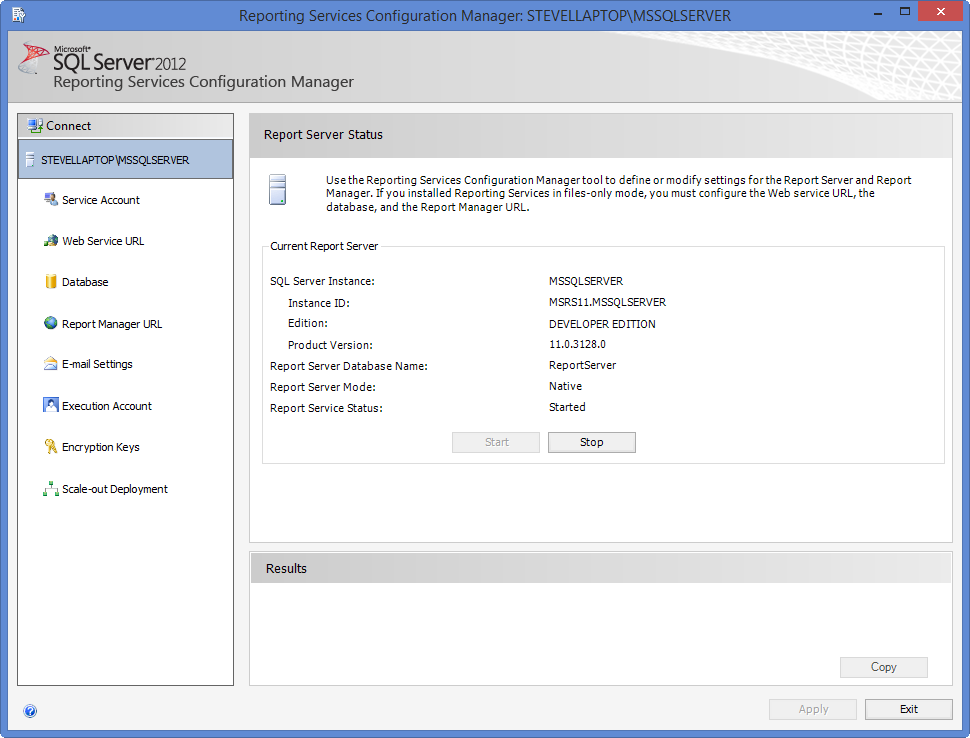 Reporting Services Configuration Manager: STEVELLAPTOP\MSSQLSERVER
Microsoft®
SQL Server 2012
Reporting Services Configuration Manager
Connect
STEVELLAPTOP\MSSQLSERVER
Service Account
Web Service URL
Database
Report Manager URL
E-mail Settings
Execution Account
Encryption Keys
Scale-out Deployment
Report Server Status
Use the Reporting Services Configuration Manager tool to define or modify settings for the Report Server and Report
Manager. If you installed Reporting Services in files-only mode, you must configure the Web service URL, the
database, and the Report Manager URL.
Current Report Server
SQL Server Instance: MSSQLSERVER
Instance ID: MSRS11.MSSQLSERVER
Edition: DEVELOPER EDITION
Product Version: 11.0.3128.0
Report Server Database Name: ReportServer
Report Server Mode: Native
Report Service Status: Started
Start Stop
Results
Copy
Apply Exit